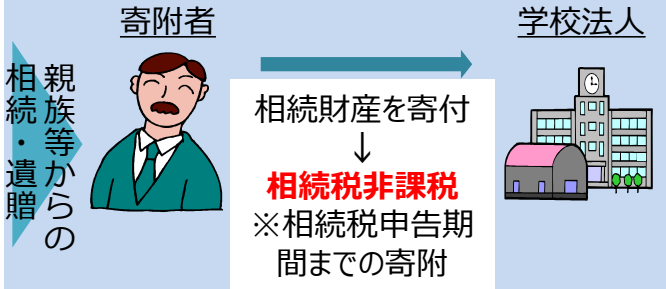 寄附者
学校法人
親族等からの
相続・遺贈
相続財産を寄付
↓
相続税非課税
※相続税申告期
間までの寄附